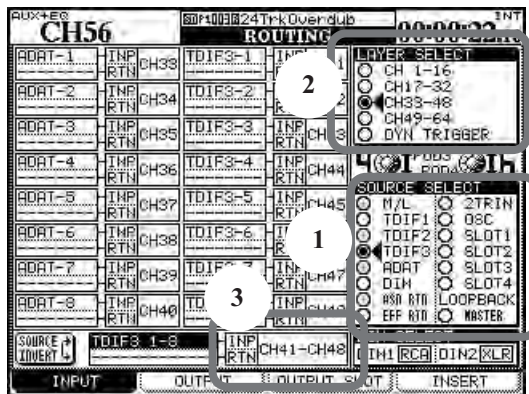 AUX+EQ
CH56
24TrkOverdub
ROUTING
INT
ADAT-1 INP RTN CH33 TDIF3-1
ADAT-2 INP RTN CH34 TDIF3-2
ADAT-3 INP RTN CH35 TDIF3-3
ADAT-4 INP RTN CH36 TDIF3-4 INP RTN CH44
ADAT-5 INP RTN CH37 TDIF3-5 INP CH45
ADAT-6 INP RTN CH38 TDIF3-6
ADAT-7 INP RTN CH39 CH47
ADAT-8 INP RTN CH40
2
LAYER SELECT
CH 1-16
CH17-32
CH33-48
CH49-64
DYN TRIGGER
1
SOURCE SELECT
M/L 2TRIN
TDIF1 OSC
TDIF2 SLOT1
TDIF3 SLOT2
ADAT SLOT3
DIN SLOT4
ASN RTN LOOPBACK
EFF RTN MASTER
3
SOURCE INVERT TDIF3 1-8 INP RTN CH41-CH48
DIN1 RCA DIN2 XLR
INPUT OUTPUT OUTPUT SLOT INSERT